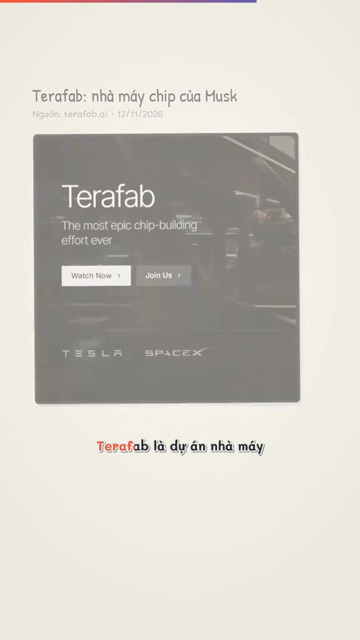 Terafab: nhà máy chip của Musk
Nguồn: terafab.ai • 12/11/2026
Terafab
The most epic chip-building
effort ever
Watch Now ›
Join Us ›
TESLA SPACEX
Terafab là dự án nhà máy